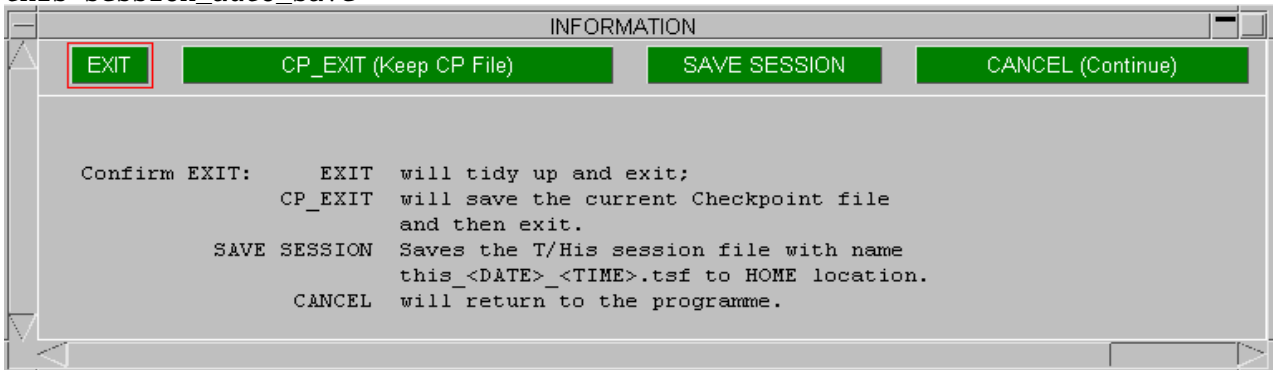 INFORMATION
EXIT CP_EXIT (Keep CP File) SAVE SESSION CANCEL (Continue)
Confirm EXIT: EXIT will tidy up and exit;
CP_EXIT will save the current Checkpoint file
and then exit.
SAVE SESSION Saves the T/His session file with name
this_<DATE>_<TIME>.tsf to HOME location.
CANCEL will return to the programme.